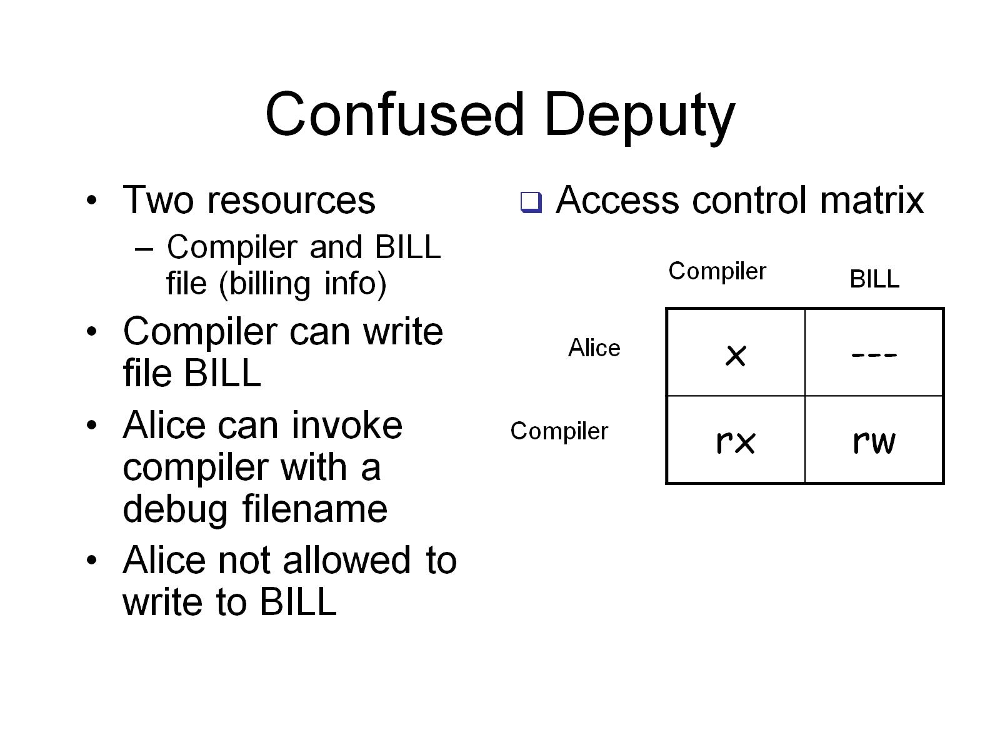 Confused Deputy
• Two resources
– Compiler and BILL
file (billing info)
• Compiler can write
file BILL
• Alice can invoke
compiler with a
debug filename
• Alice not allowed to
write to BILL
❑ Access control matrix
Compiler BILL
Alice x ---
Compiler rx rw